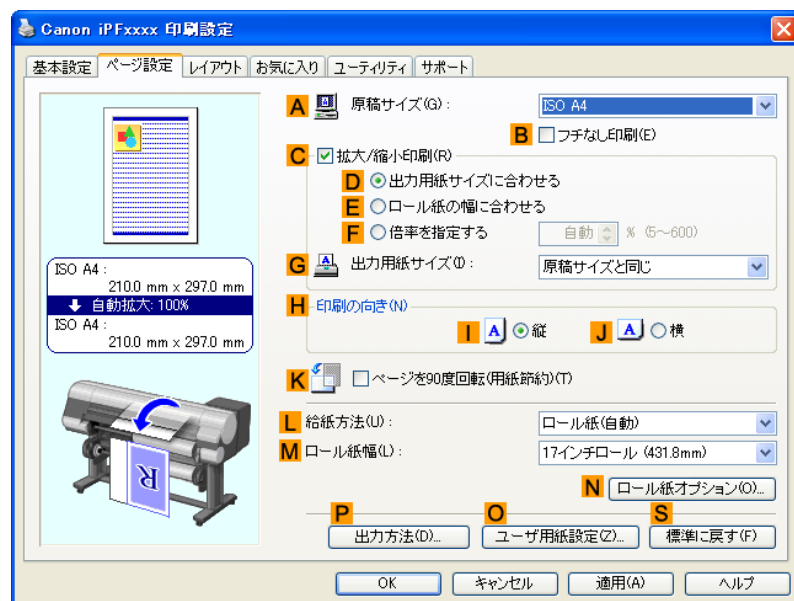 Canon iPFxxxx 印刷設定
基本設定 ページ設定 レイアウト お気に入り ユーティリティ サポート
A 原稿サイズ(G): ISO A4
B フチなし印刷(E)
C 拡大/縮小印刷(R)
D 出力用紙サイズに合わせる
E ロール紙の幅に合わせる
F 倍率を指定する 自動 % (5～600)
G 出力用紙サイズ(I): 原稿サイズと同じ
ISO A4 :
210.0 mm x 297.0 mm
自動拡大: 100%
ISO A4 :
210.0 mm x 297.0 mm
H 印刷の向き(N)
I A 縦 J A 横
K ページを90度回転(用紙節約)(T)
L 給紙方法(U): ロール紙(自動)
M ロール紙幅(L): 17インチロール (431.8mm)
R
N ロール紙オプション(O)...
P O S
出力方法(D)... ユーザ用紙設定(Z)... 標準に戻す(F)
OK キャンセル 適用(A) ヘルプ